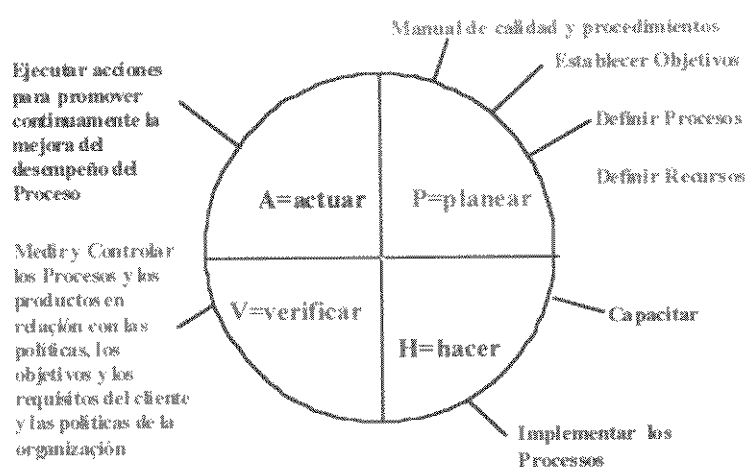 Manual de calidad y procedimientos
Establecer Objetivos
Definir Procesos
Definir Recursos
Ejecutar acciones
para promover
continuamente la
mejora del
desempeño del
Proceso
A=actuar
P=planear
Medir y Controlar
los Procesos y los
productos en
relación con las
políticas, los
objetivos y los
requisitos del cliente
y las políticas de la
organización
V=verificar
H=hacer
Capacitar
Implementar los
Procesos